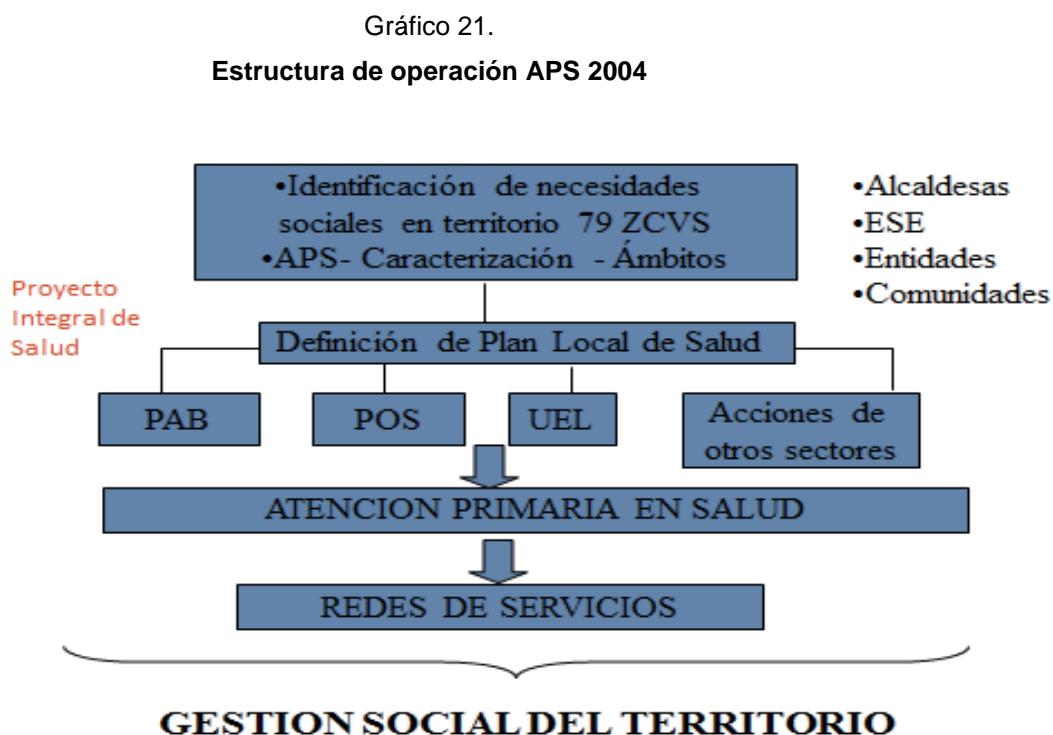 Gráfico 21.
Estructura de operación APS 2004
•Identificación de necesidades
sociales en territorio 79 ZCVS
•APS- Caracterización - Ámbitos
•Alcaldesas
•ESE
•Entidades
•Comunidades
Proyecto
Integral de
Salud
Definición de Plan Local de Salud
PAB
POS
UEL
Acciones de
otros sectores
ATENCION PRIMARIA EN SALUD
REDES DE SERVICIOS
GESTION SOCIAL DEL TERRITORIO